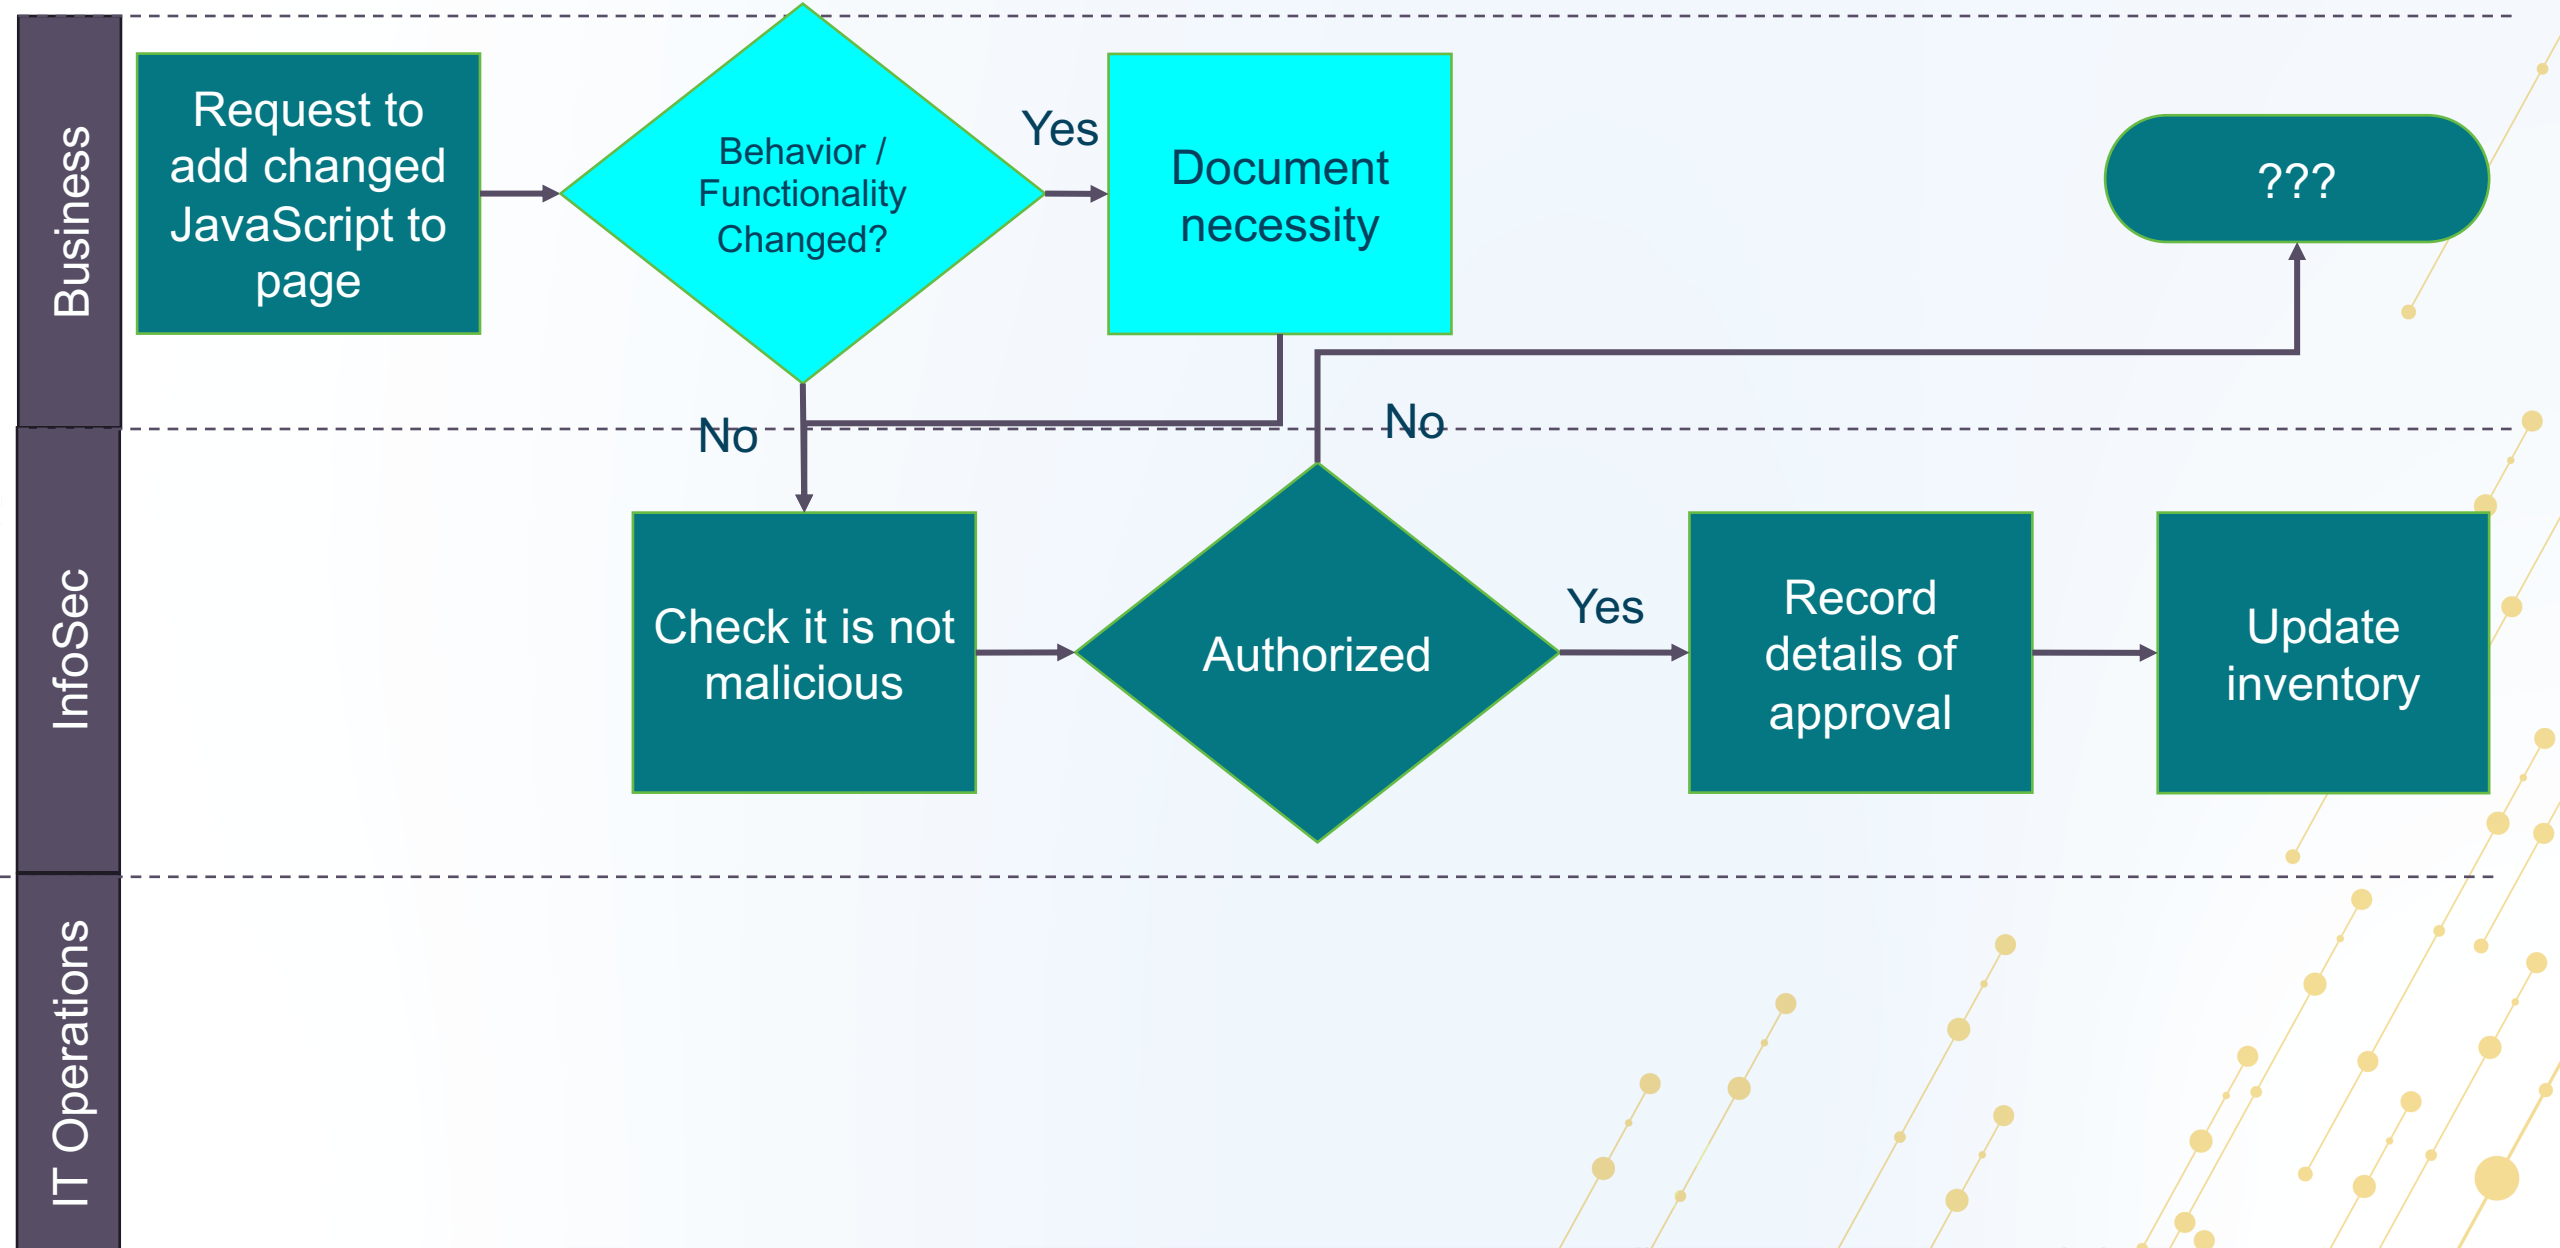 Business
Request to
add changed
JavaScript to
page
Behavior /
Functionality
Changed?
Yes
Document
necessity
???
No
No
InfoSec
Check it is not
malicious
Authorized
Yes
Record
details of
approval
Update
inventory
IT Operations